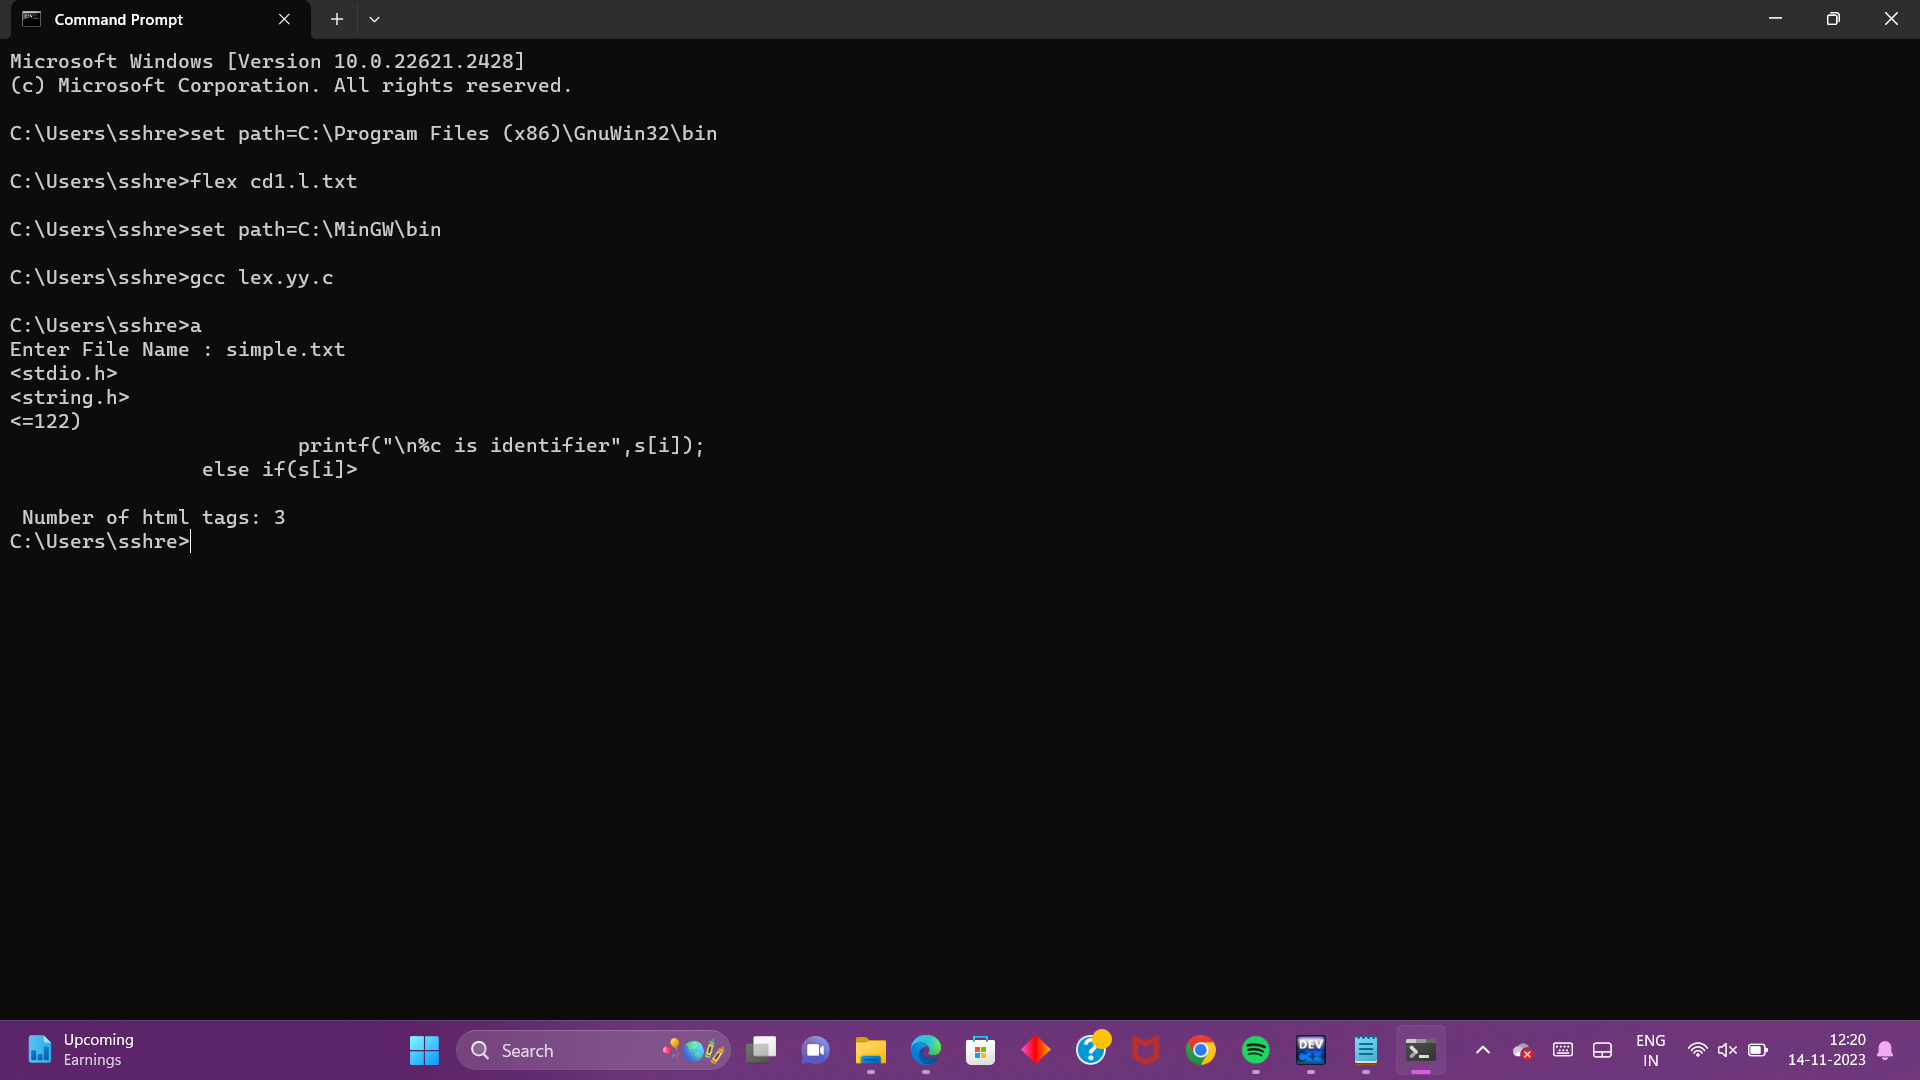 Command Prompt
Microsoft Windows [Version 10.0.22621.2428]
(c) Microsoft Corporation. All rights reserved.
C:\Users\sshre>set path=C:\Program Files (x86)\GnuWin32\bin
C:\Users\sshre>flex cd1.l.txt
C:\Users\sshre>set path=C:\MinGW\bin
C:\Users\sshre>gcc lex.yy.c
C:\Users\sshre>a
Enter File Name : simple.txt
<stdio.h>
<string.h>
<=122)
                        printf("\n%c is identifier",s[i]);
                else if(s[i]>
 Number of html tags: 3
C:\Users\sshre>
Upcoming
Earnings
Search
DEV
C++
ENG
IN
12:20
14-11-2023